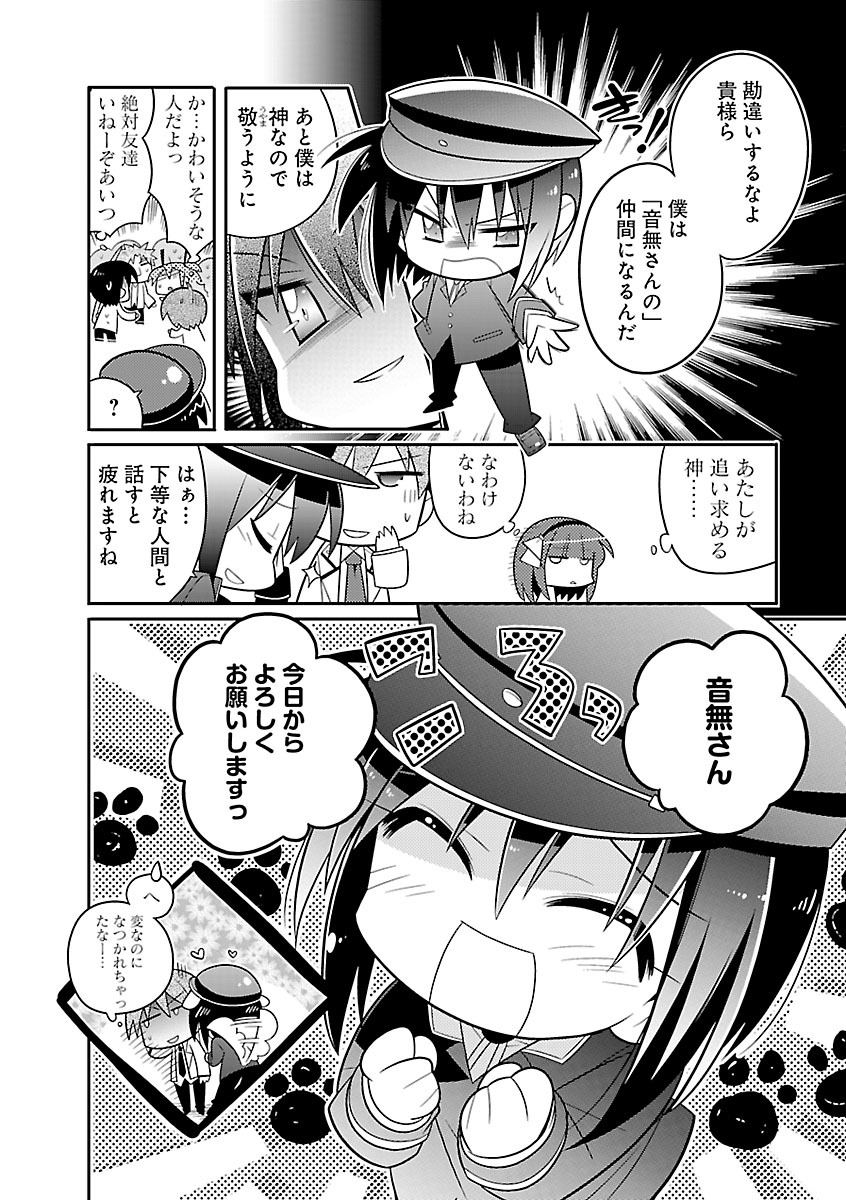 勘違いするなよ
貴様ら
僕は
「音無さんの」
仲間になるんだ
キッ!!
あと僕は
神なので
敬うように
うやま
か…かわいそうな
人だよっ
絶対友達
いねーぞあいつ
?
あたしが
追い求める
神……
なわけ
ないわね
はぁ…
下等な人間と
話すと
疲れますね
音無さん
ころっ
今日から
よろしく
お願いしますっ
変なのに
なつかれちゃっ
たな…